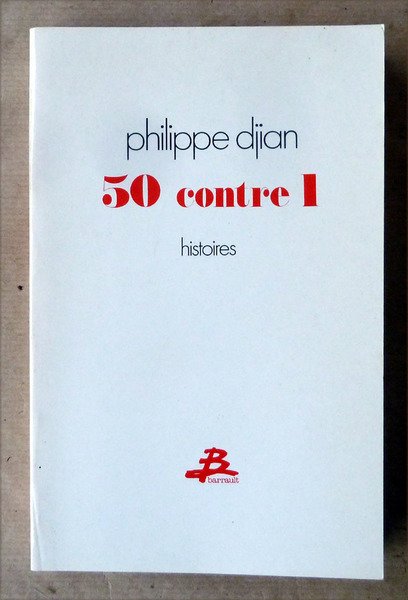 philippe djian
50 contre 1
histoires
B
barrault